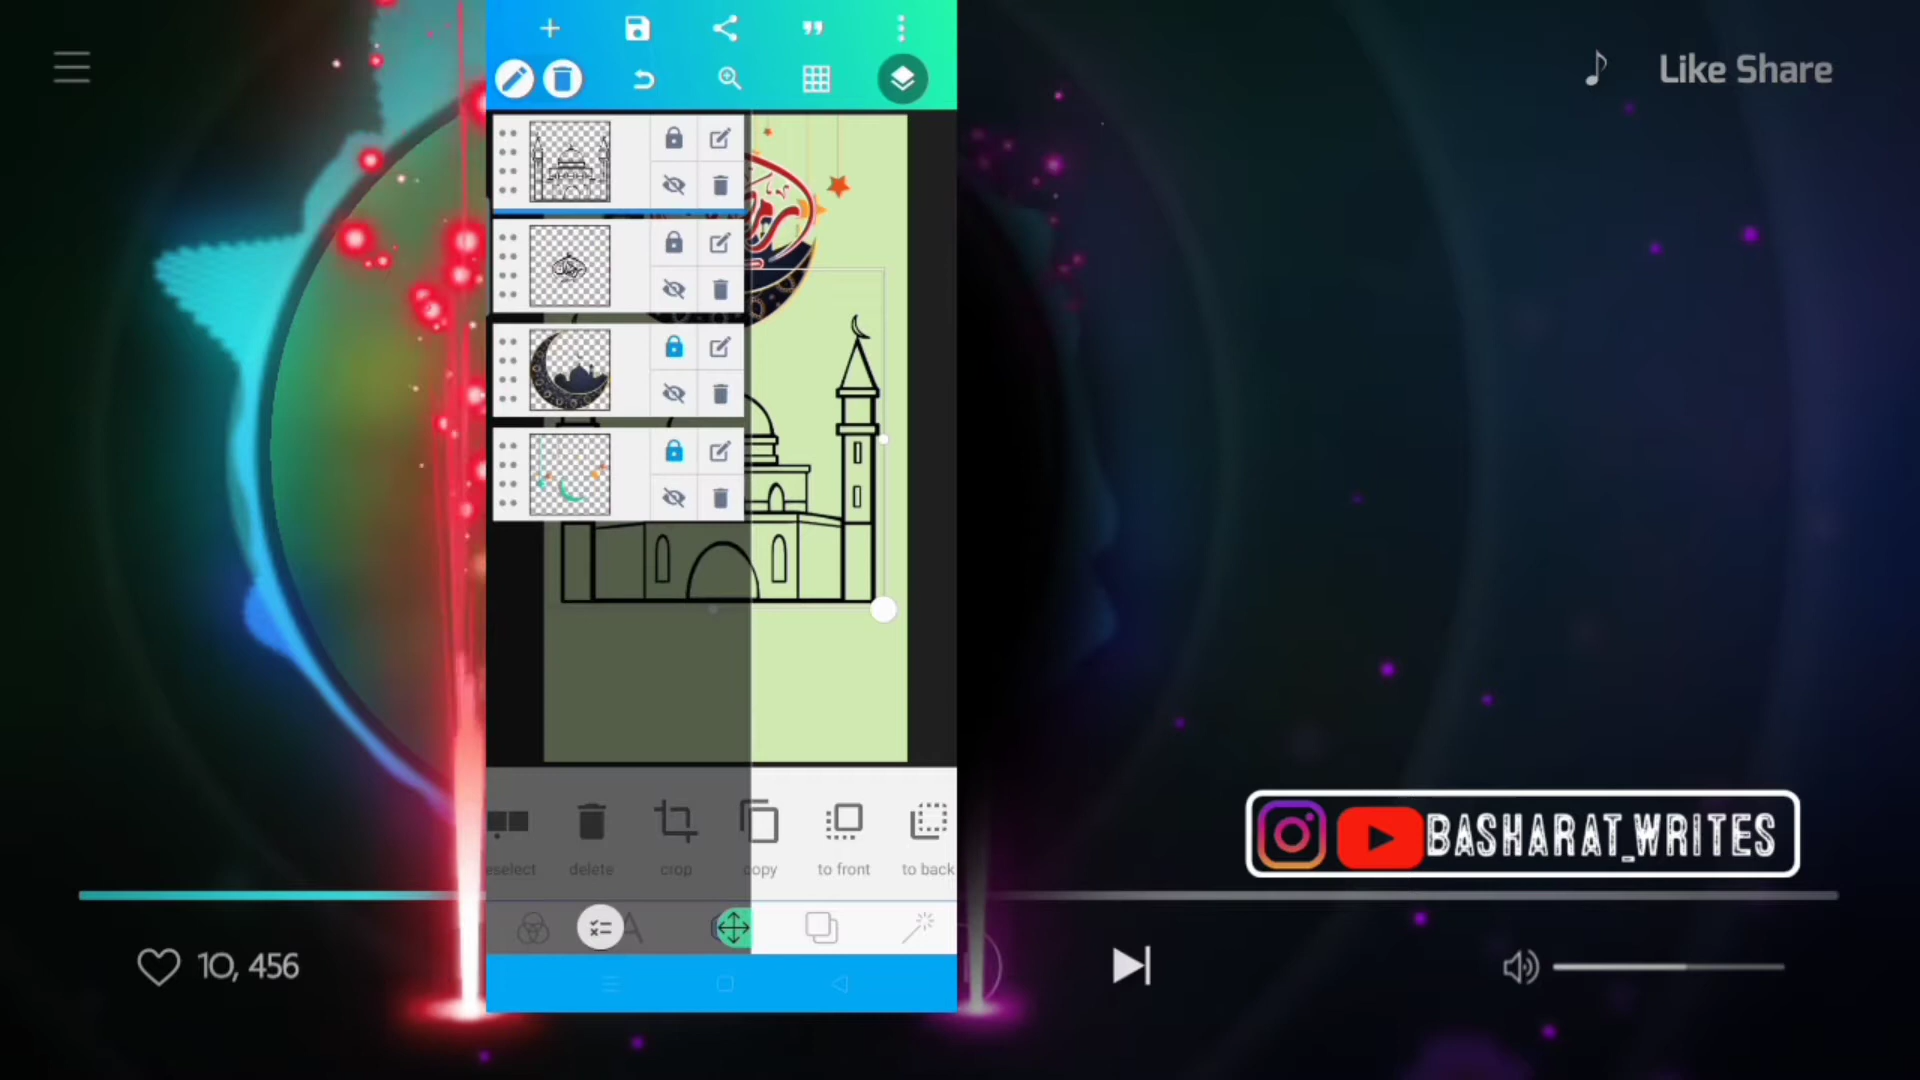 Like Share
eselect
delete
crop
copy
to front
to back
BASHARAT_WRITES
10, 456